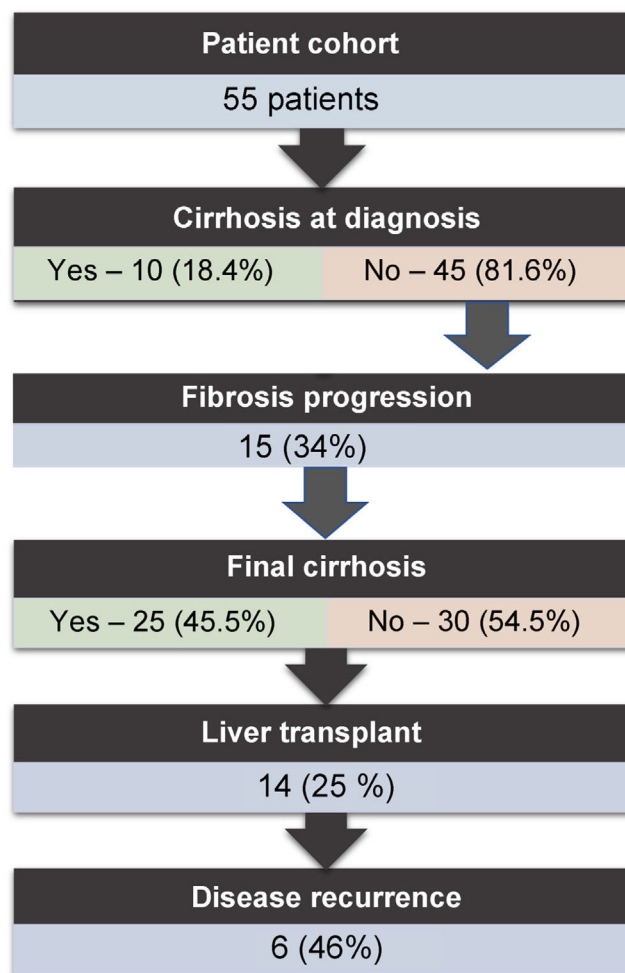 Patient cohort
55 patients
Cirrhosis at diagnosis
Yes – 10 (18.4%) No – 45 (81.6%)
Fibrosis progression
15 (34%)
Final cirrhosis
Yes – 25 (45.5%) No – 30 (54.5%)
Liver transplant
14 (25 %)
Disease recurrence
6 (46%)